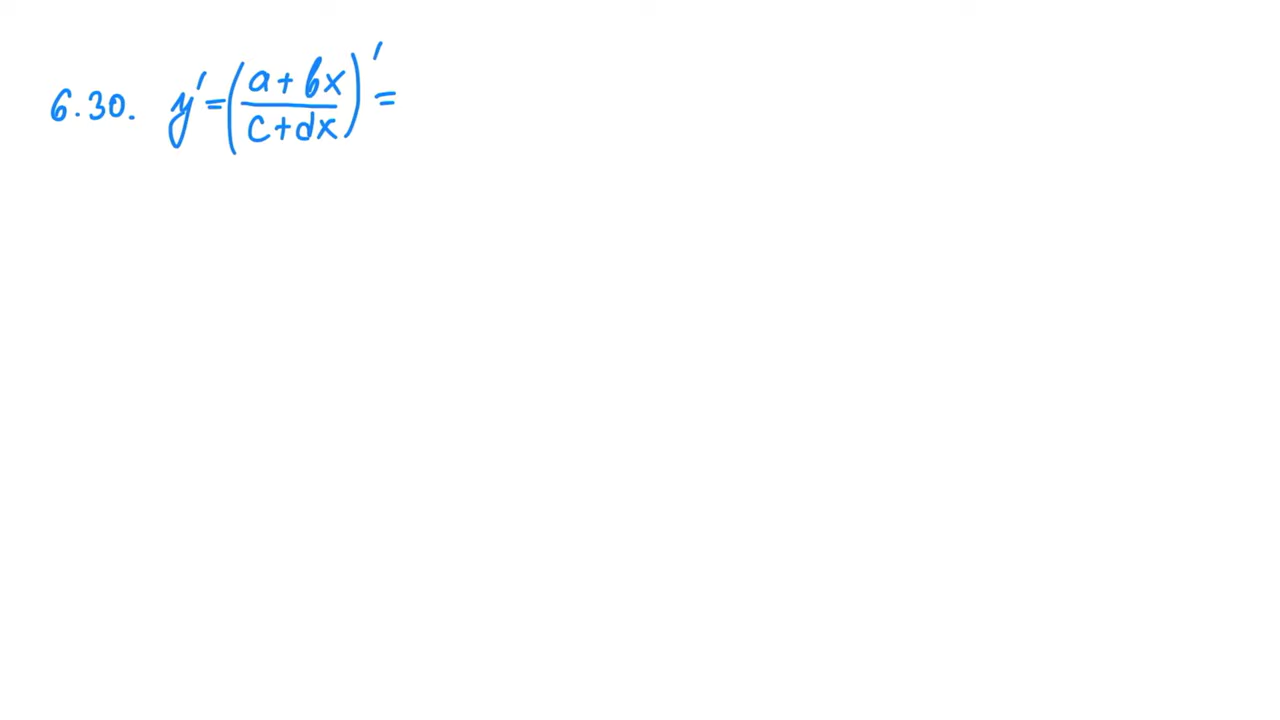 6.30. y' = ((a + bx)/(c + dx))' =